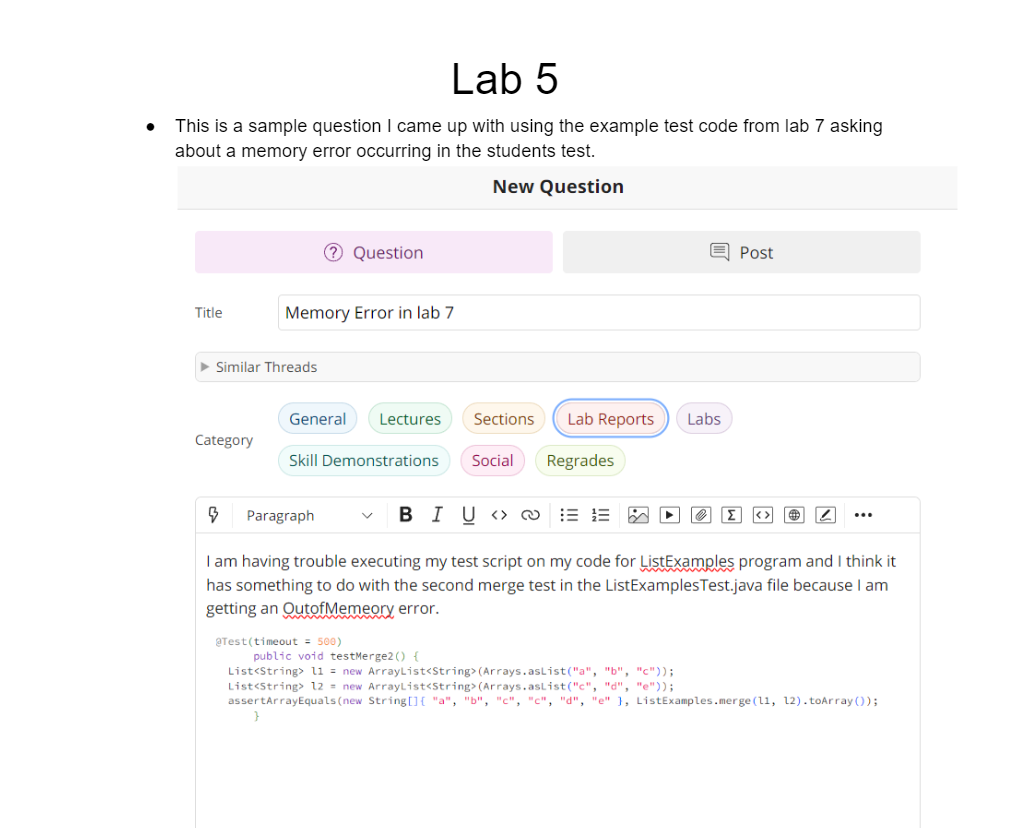 Lab 5
● This is a sample question I came up with using the example test code from lab 7 asking
about a memory error occurring in the students test.
New Question
Question
Post
Title
Memory Error in lab 7
Similar Threads
General Lectures Sections Lab Reports Labs
Category
Skill Demonstrations Social Regrades
Paragraph B I U
I am having trouble executing my test script on my code for ListExamples program and I think it
has something to do with the second merge test in the ListExamplesTest.java file because I am
getting an OutofMemeory error.
@Test(timeout = 500)
public void testMerge2() {
List<String> l1 = new ArrayList<String>(Arrays.asList("a", "b", "c"));
List<String> l2 = new ArrayList<String>(Arrays.asList("c", "d", "e"));
assertArrayEquals(new String[]{ "a", "b", "c", "c", "d", "e" }, ListExamples.merge(l1, l2).toArray());
}